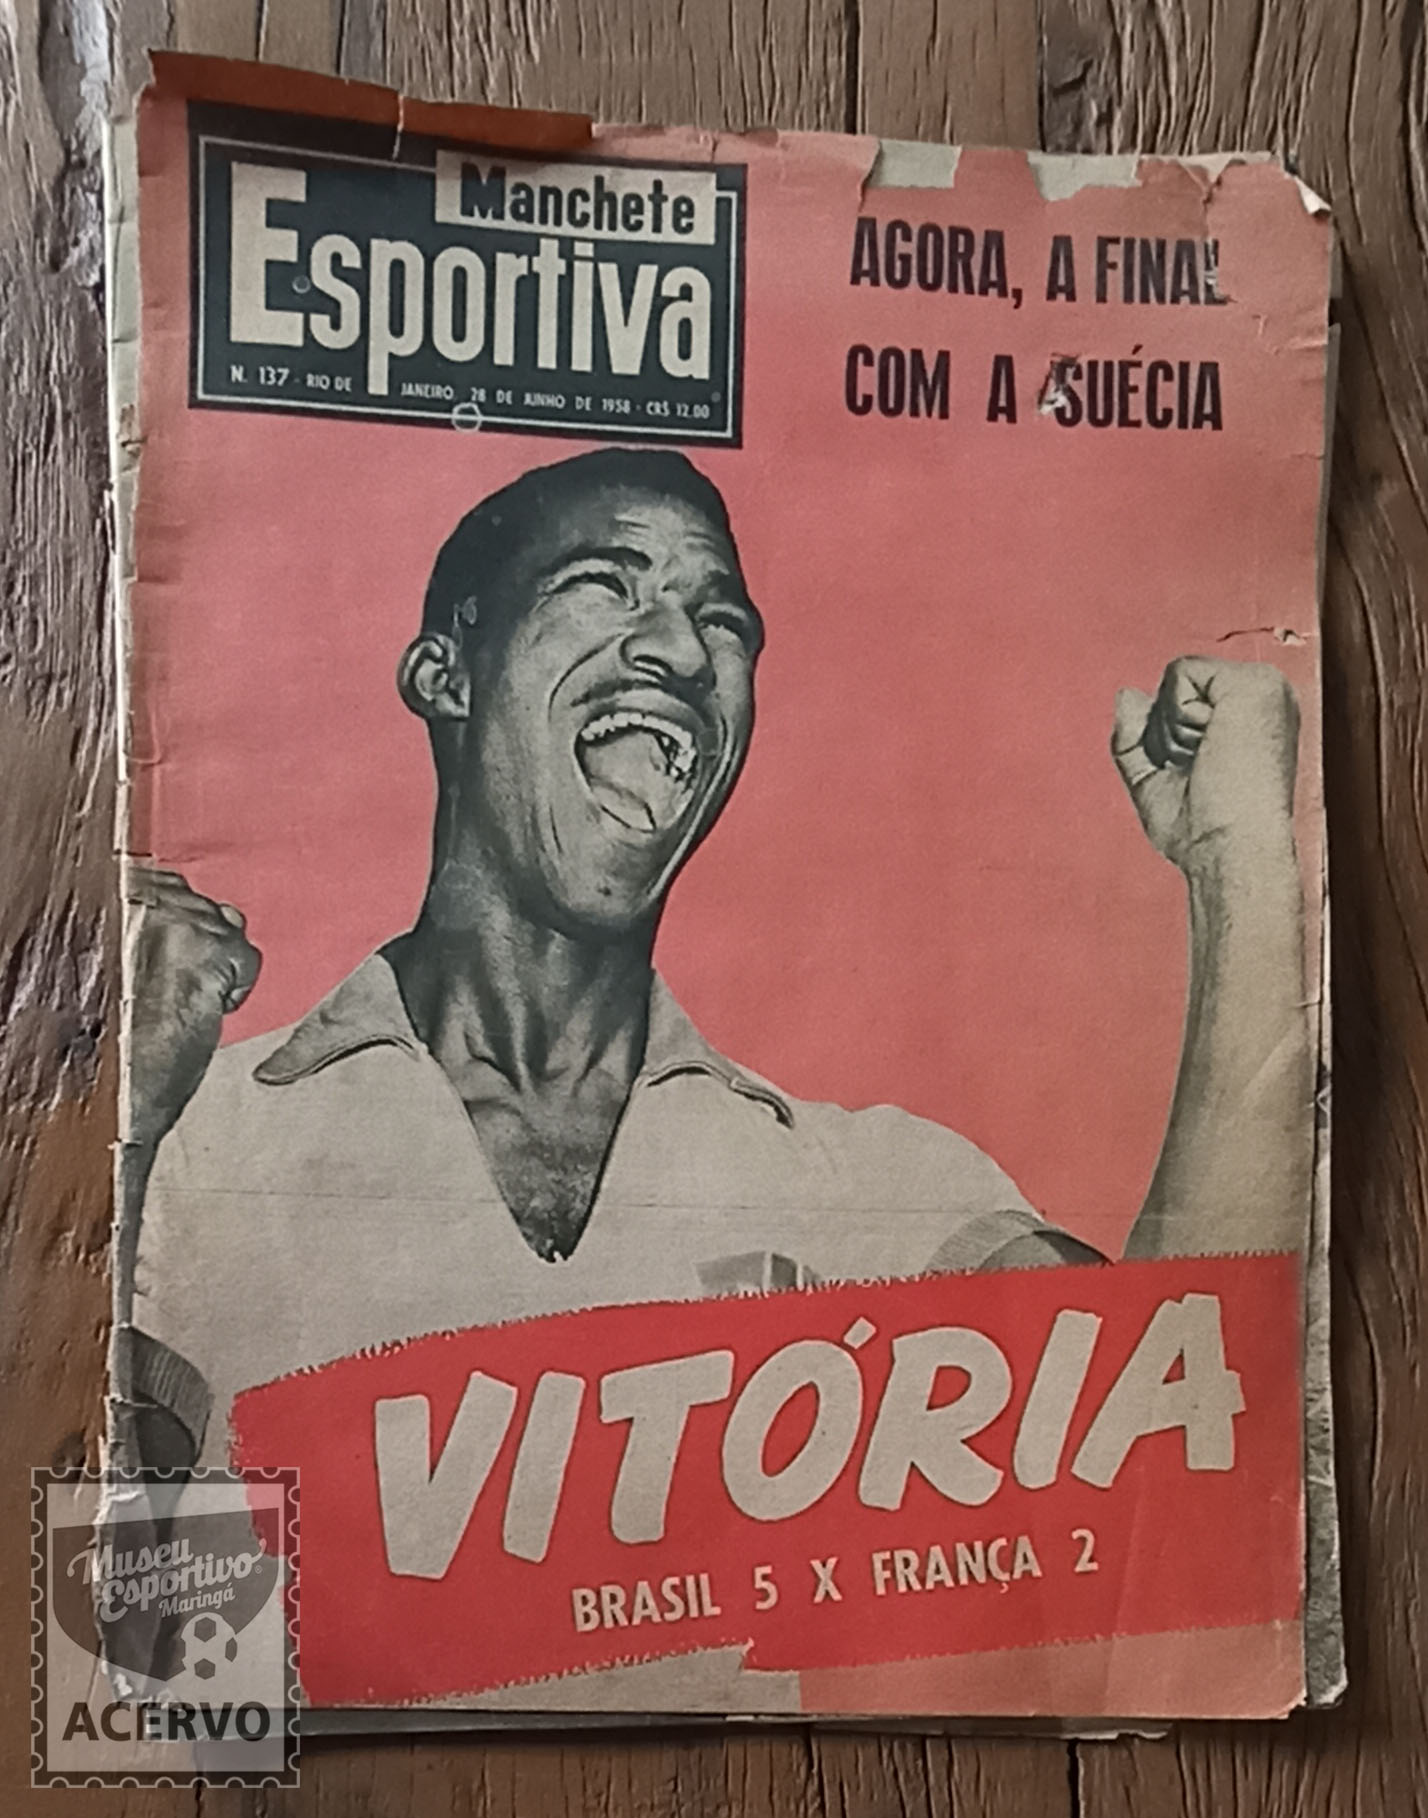 Manchete
Esportiva
N. 137 - RIO DE JANEIRO, 28 DE JUNHO DE 1958 - CR$ 12.00
AGORA, A FINAL
COM A SUÉCIA
VITÓRIA
BRASIL 5 X FRANÇA 2
Museu
Esportivo
Maringá
ACERVO